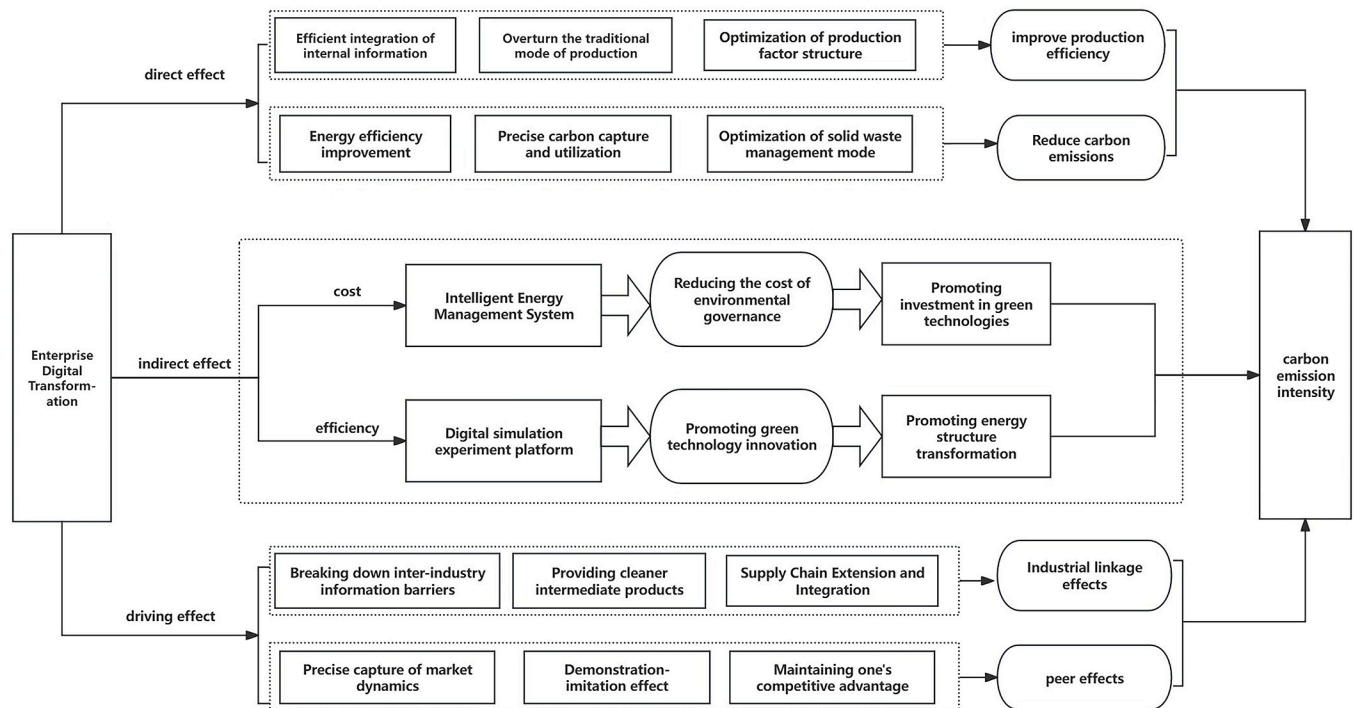 direct effect
Efficient integration of
internal information
Overturn the traditional
mode of production
Optimization of production
factor structure
improve production
efficiency
Energy efficiency
improvement
Precise carbon capture
and utilization
Optimization of solid waste
management mode
Reduce carbon
emissions
Enterprise
Digital
Transform-
ation
indirect effect
cost
Intelligent Energy
Management System
Reducing the cost of
environmental
governance
Promoting
investment in green
technologies
efficiency
Digital simulation
experiment platform
Promoting green
technology innovation
Promoting energy
structure
transformation
carbon
emission
intensity
driving effect
Breaking down inter-industry
information barriers
Providing cleaner
intermediate products
Supply Chain Extension and
Integration
Industrial linkage
effects
Precise capture of market
dynamics
Demonstration-
imitation effect
Maintaining one's
competitive advantage
peer effects